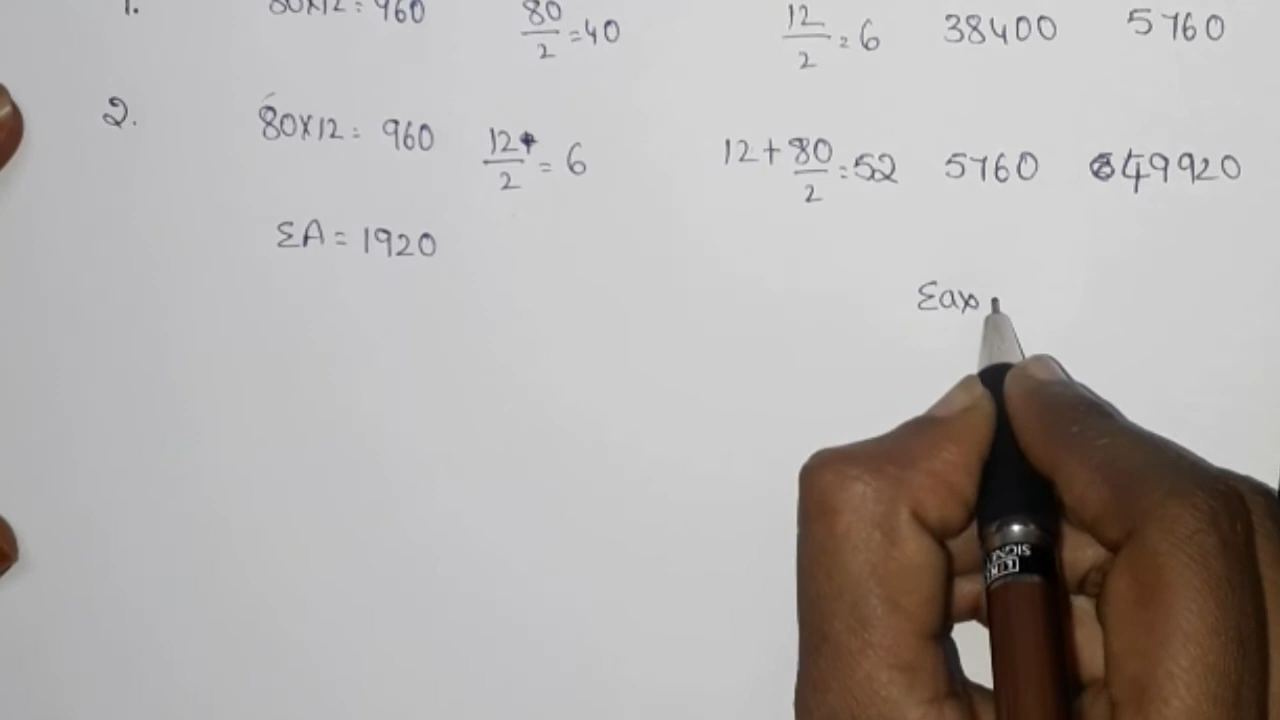 1. 80x12 = 960 80/2 = 40 12/2 = 6 38400 5760
2. 80x12 = 960 12/2 = 6 12+80/2 = 52 5760 49920
ΣA = 1920
Σax